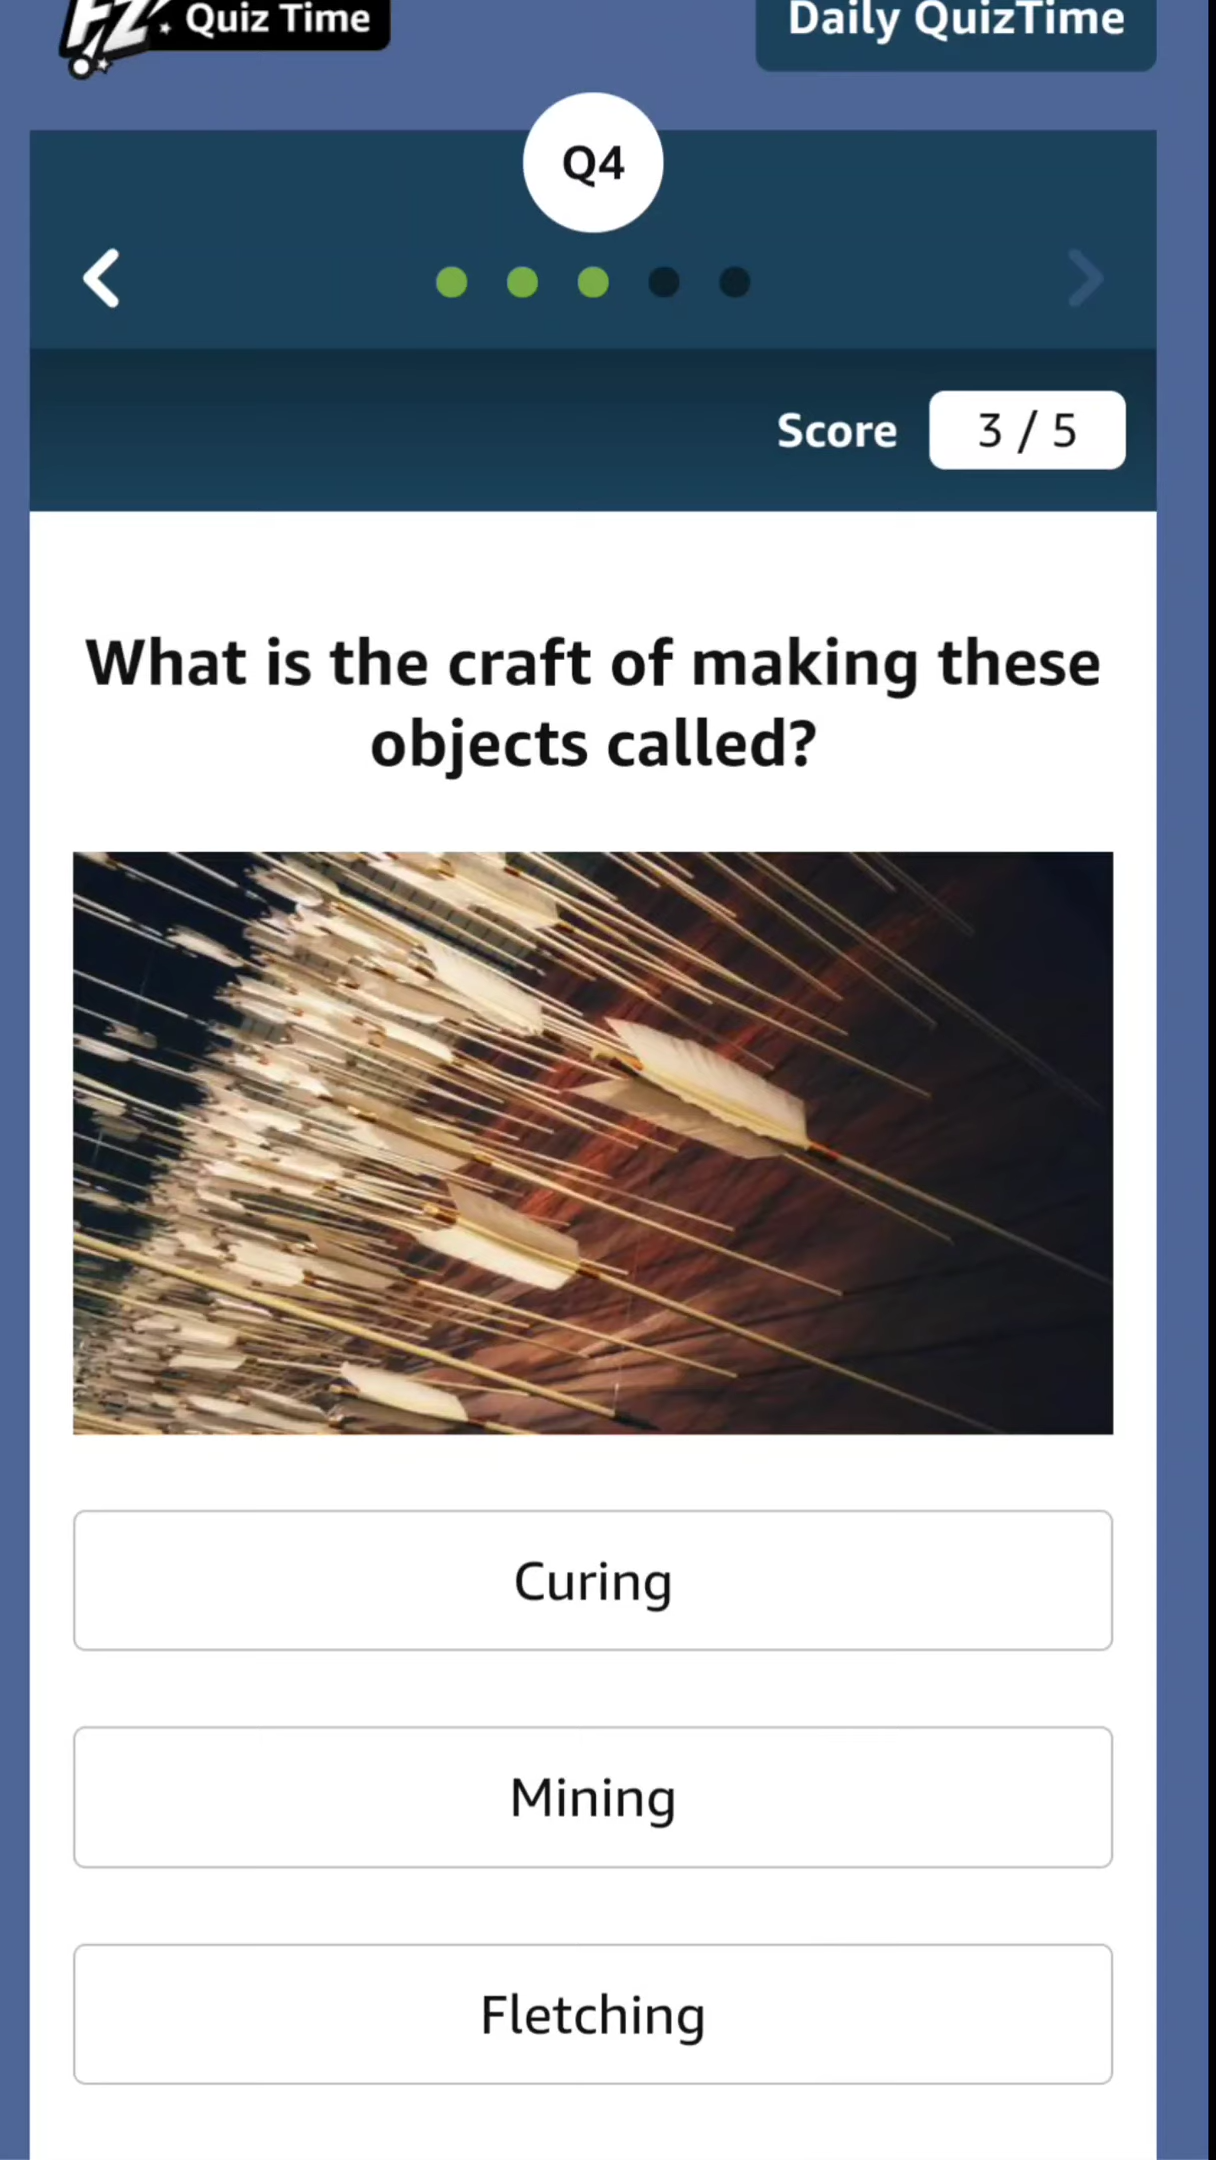 FZ Quiz Time
Daily QuizTime
Q4
Score 3 / 5
What is the craft of making these
objects called?
Curing
Mining
Fletching